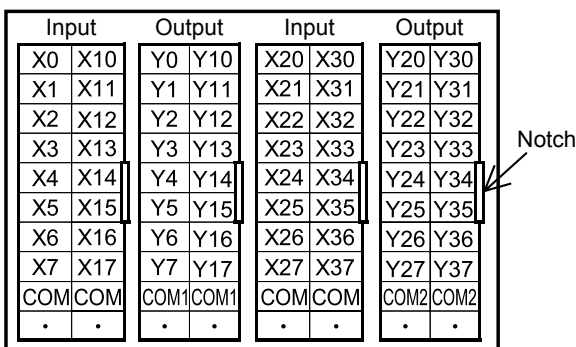 Input Output Input Output
X0 X10 Y0 Y10 X20 X30 Y20 Y30
X1 X11 Y1 Y11 X21 X31 Y21 Y31
X2 X12 Y2 Y12 X22 X32 Y22 Y32
X3 X13 Y3 Y13 X23 X33 Y23 Y33
Notch
X4 X14 Y4 Y14 X24 X34 Y24 Y34
X5 X15 Y5 Y15 X25 X35 Y25 Y35
X6 X16 Y6 Y16 X26 X36 Y26 Y36
X7 X17 Y7 Y17 X27 X37 Y27 Y37
COM COM COM1 COM1 COM COM COM2 COM2
· · · · · · · ·